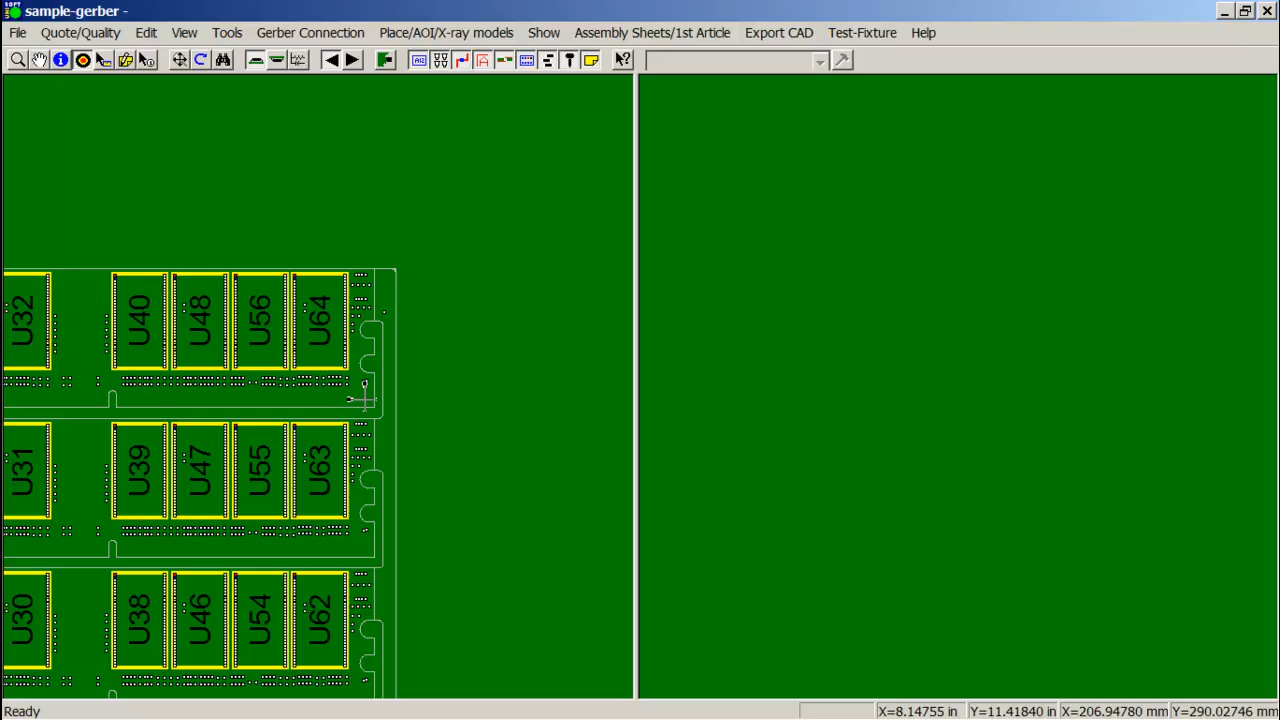 sample-gerber -
File Quote/Quality Edit View Tools Gerber Connection Place/AOI/X-ray models Show Assembly Sheets/1st Article Export CAD Test-Fixture Help
U32 U40 U48 U56 U64
U31 U39 U47 U55 U63
U30 U38 U46 U54 U62
Ready X=8.14755 in Y=11.41840 in X=206.94780 mm Y=290.02746 mm